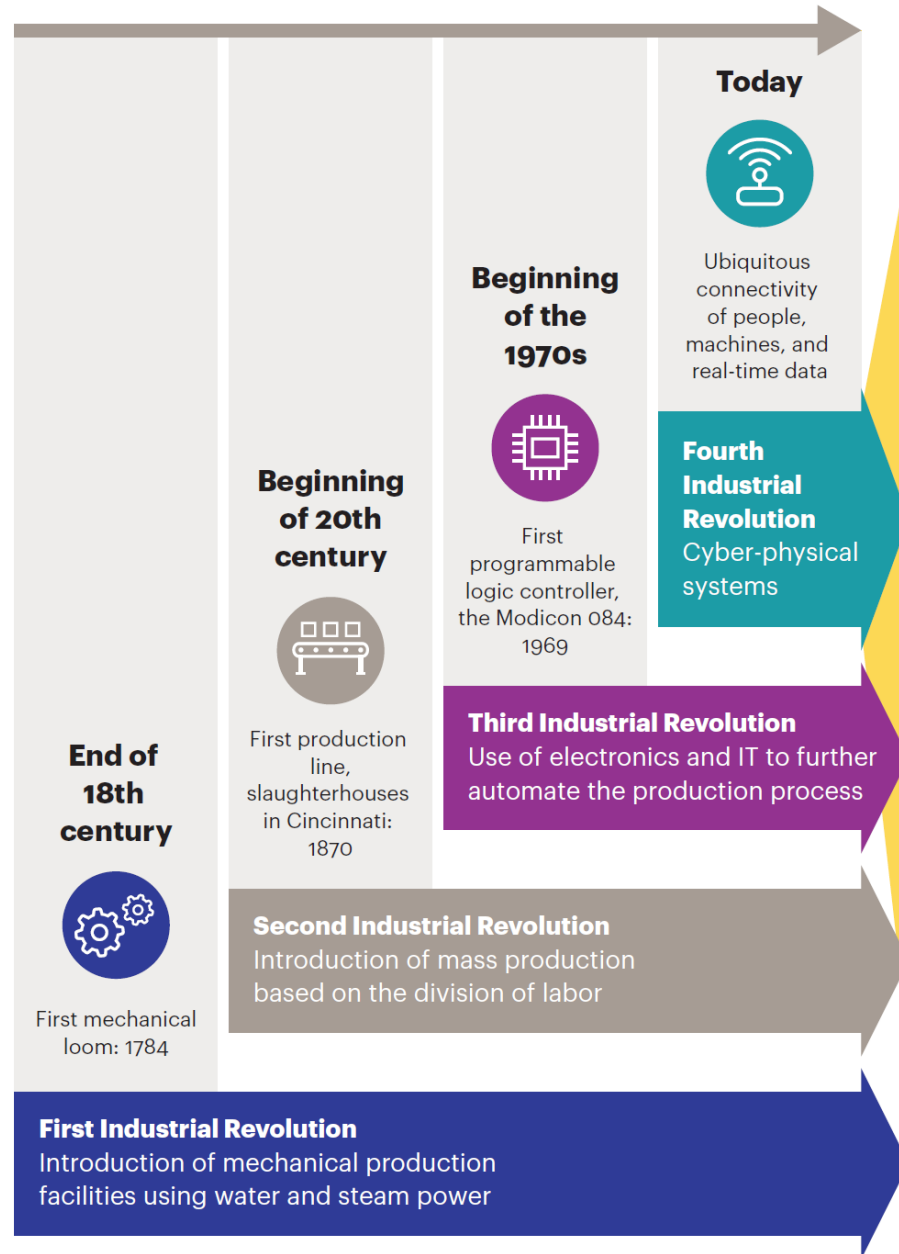 Today
Ubiquitous
connectivity
of people,
machines, and
real-time data
Fourth
Industrial
Revolution
Cyber-physical
systems
Beginning
of the
1970s
First
programmable
logic controller,
the Modicon 084:
1969
Third Industrial Revolution
Use of electronics and IT to further
automate the production process
Beginning
of 20th
century
First production
line,
slaughterhouses
in Cincinnati:
1870
Second Industrial Revolution
Introduction of mass production
based on the division of labor
End of
18th
century
First mechanical
loom: 1784
First Industrial Revolution
Introduction of mechanical production
facilities using water and steam power